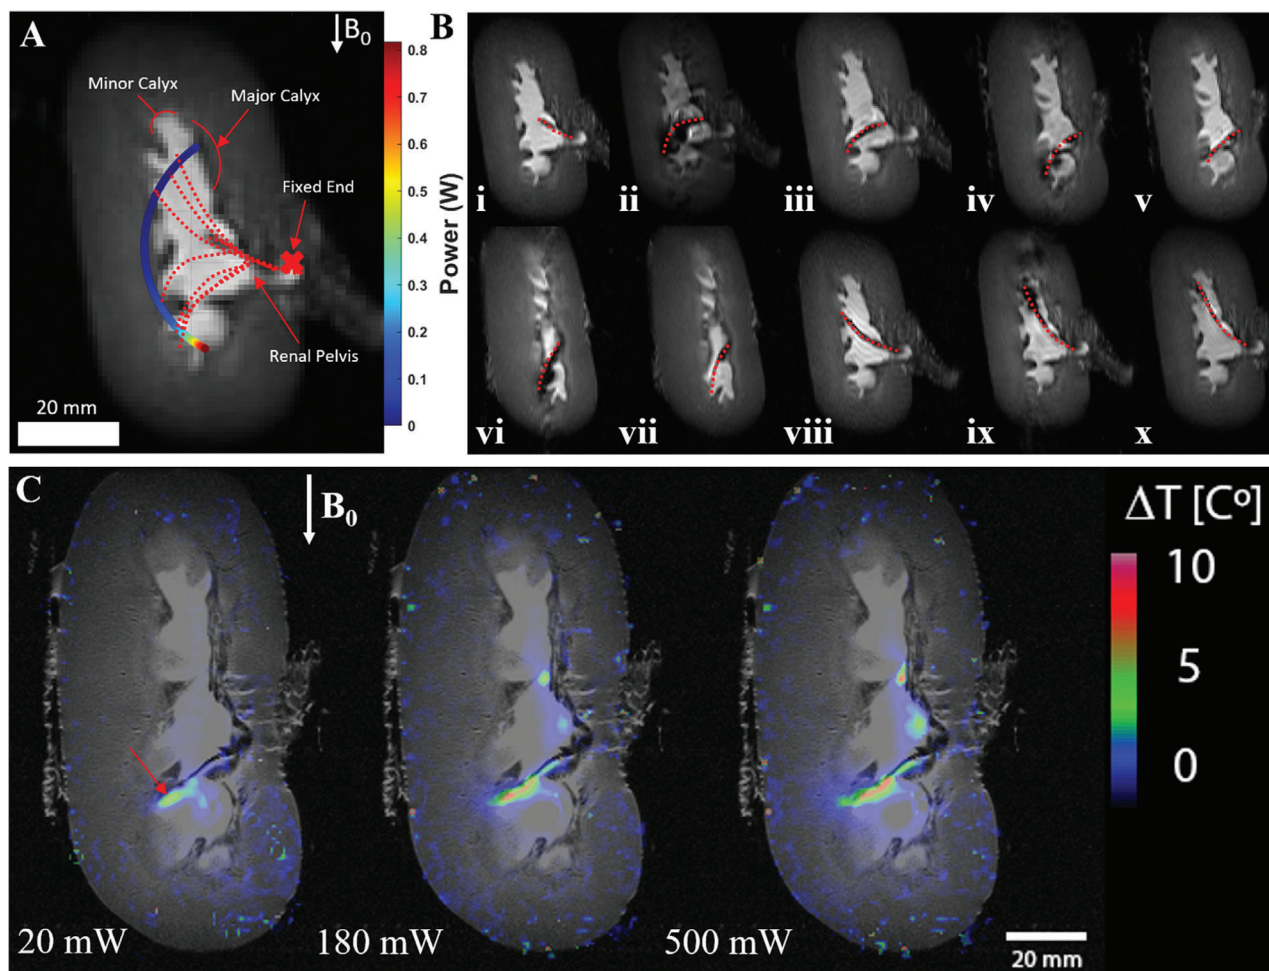 A
B₀
Minor Calyx
Major Calyx
Fixed End
Renal Pelvis
20 mm
0.8
0.7
0.6
0.5
0.4
0.3
0.2
0.1
0
Power (W)
B
i
ii
iii
iv
v
vi
vii
viii
ix
x
C
B₀
ΔT [Cº]
10
5
0
20 mW
180 mW
500 mW
20 mm